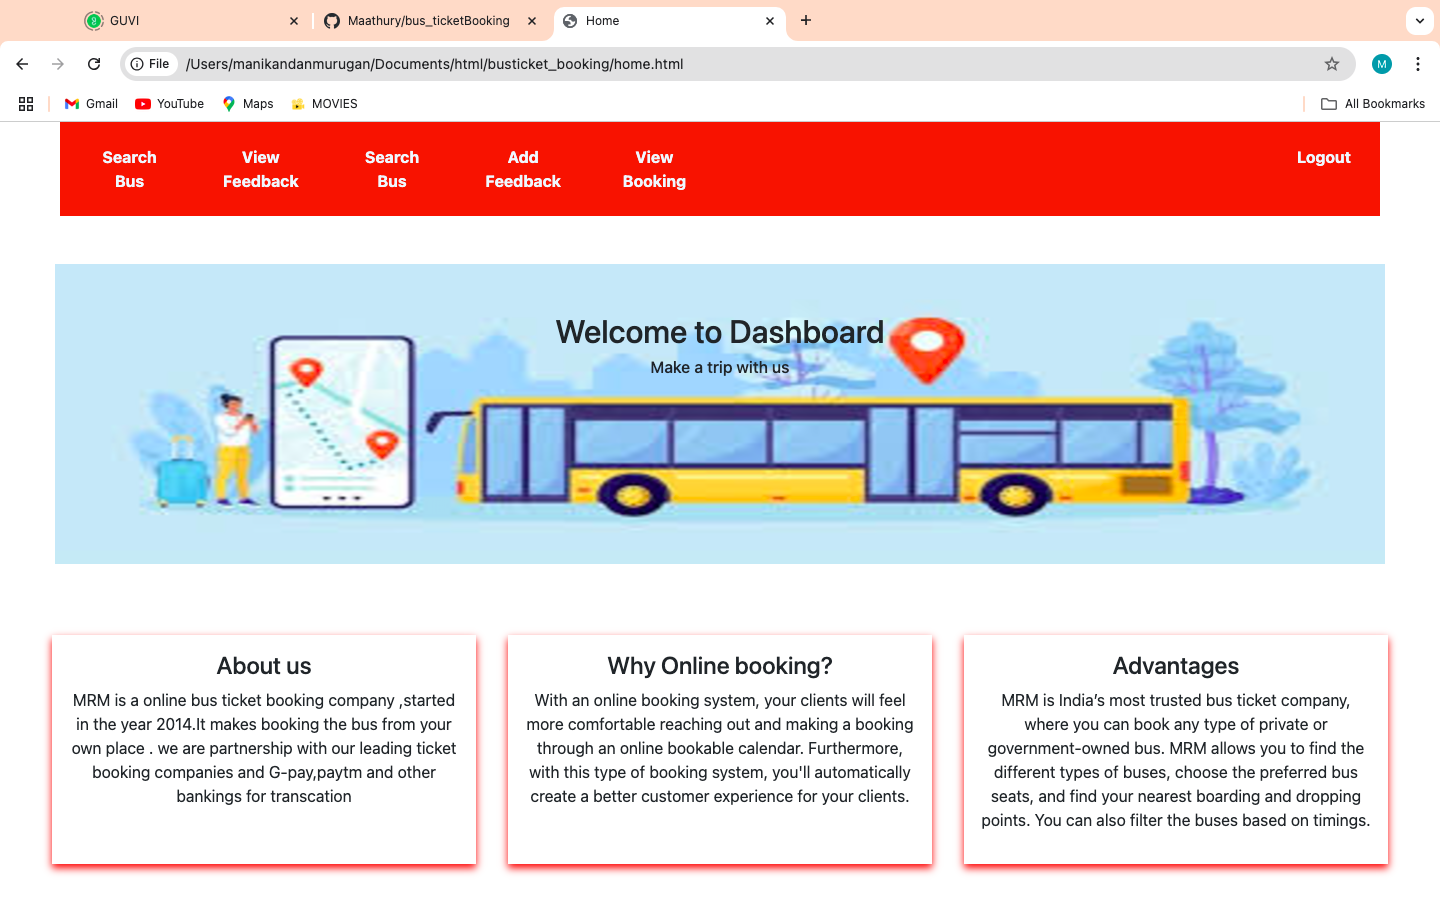 GUVI
Maathury/bus_ticketBooking
Home
File
/Users/manikandanmurugan/Documents/html/busticket_booking/home.html
M
Gmail
YouTube
Maps
MOVIES
All Bookmarks
Search
Bus
View
Feedback
Search
Bus
Add
Feedback
View
Booking
Logout
Welcome to Dashboard
Make a trip with us
About us
MRM is a online bus ticket booking company ,started
in the year 2014.It makes booking the bus from your
own place . we are partnership with our leading ticket
booking companies and G-pay,paytm and other
bankings for transcation
Why Online booking?
With an online booking system, your clients will feel
more comfortable reaching out and making a booking
through an online bookable calendar. Furthermore,
with this type of booking system, you'll automatically
create a better customer experience for your clients.
Advantages
MRM is India’s most trusted bus ticket company,
where you can book any type of private or
government-owned bus. MRM allows you to find the
different types of buses, choose the preferred bus
seats, and find your nearest boarding and dropping
points. You can also filter the buses based on timings.